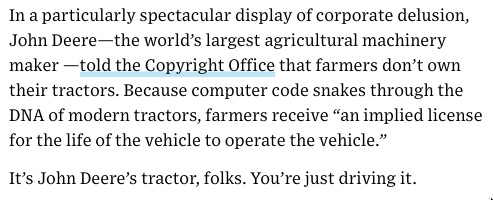 In a particularly spectacular display of corporate delusion,
John Deere—the world’s largest agricultural machinery
maker —told the Copyright Office that farmers don’t own
their tractors. Because computer code snakes through the
DNA of modern tractors, farmers receive “an implied license
for the life of the vehicle to operate the vehicle.”
It’s John Deere’s tractor, folks. You’re just driving it.